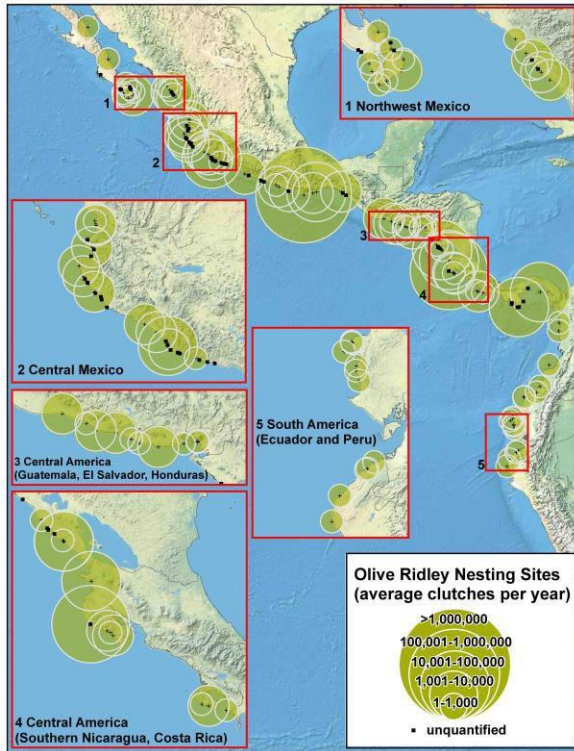 1 Northwest Mexico
1
2
3
4
2 Central Mexico
5 South America
(Ecuador and Peru)
3 Central America
(Guatemala, El Salvador, Honduras)
5
Olive Ridley Nesting Sites
(average clutches per year)
>1,000,000
100,001-1,000,000
10,001-100,000
1,001-10,000
1-1,000
unquantified
4 Central America
(Southern Nicaragua, Costa Rica)